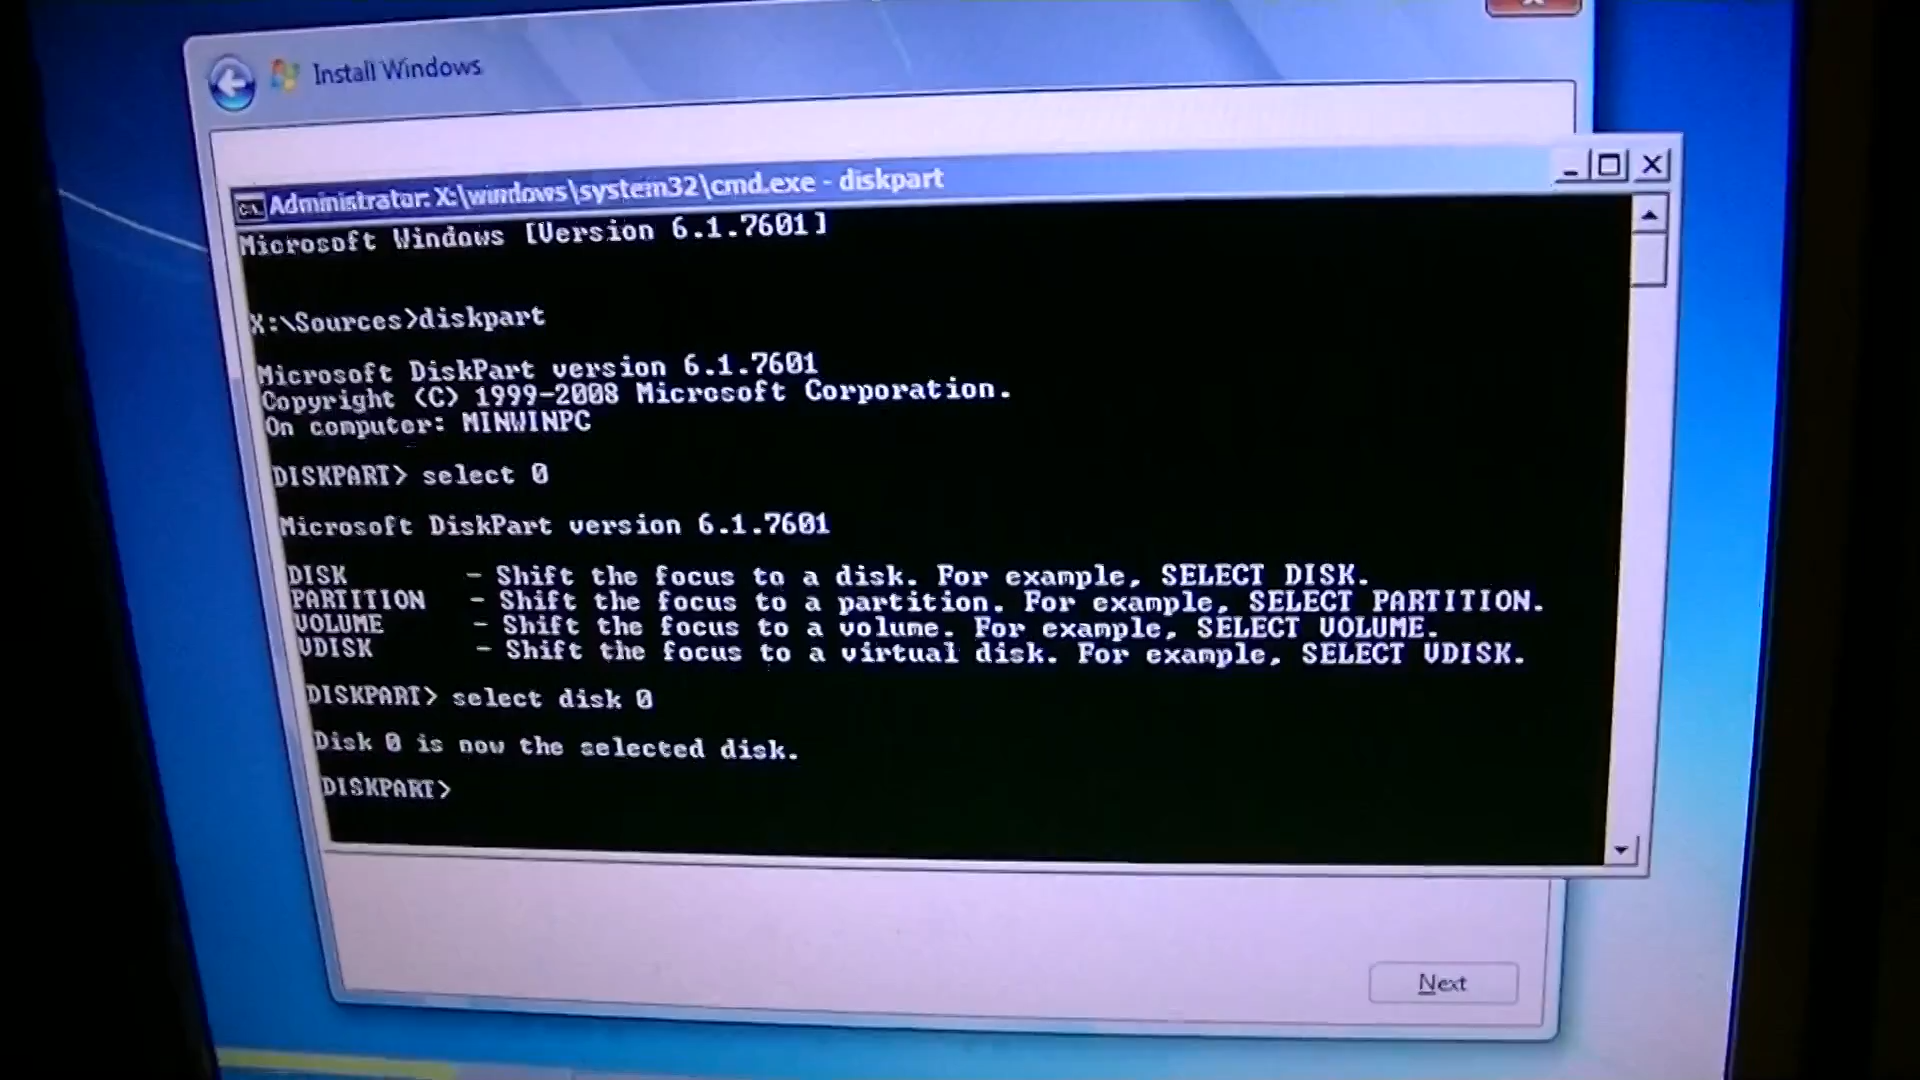 Install Windows
Administrator: X:\windows\system32\cmd.exe - diskpart
Microsoft Windows [Version 6.1.7601]
X:\Sources>diskpart
Microsoft DiskPart version 6.1.7601
Copyright (C) 1999-2008 Microsoft Corporation.
On computer: MINWINPC
DISKPART> select 0
Microsoft DiskPart version 6.1.7601
DISK - Shift the focus to a disk. For example, SELECT DISK.
PARTITION - Shift the focus to a partition. For example, SELECT PARTITION.
VOLUME - Shift the focus to a volume. For example, SELECT VOLUME.
VDISK - Shift the focus to a virtual disk. For example, SELECT VDISK.
DISKPART> select disk 0
Disk 0 is now the selected disk.
DISKPART>
Next